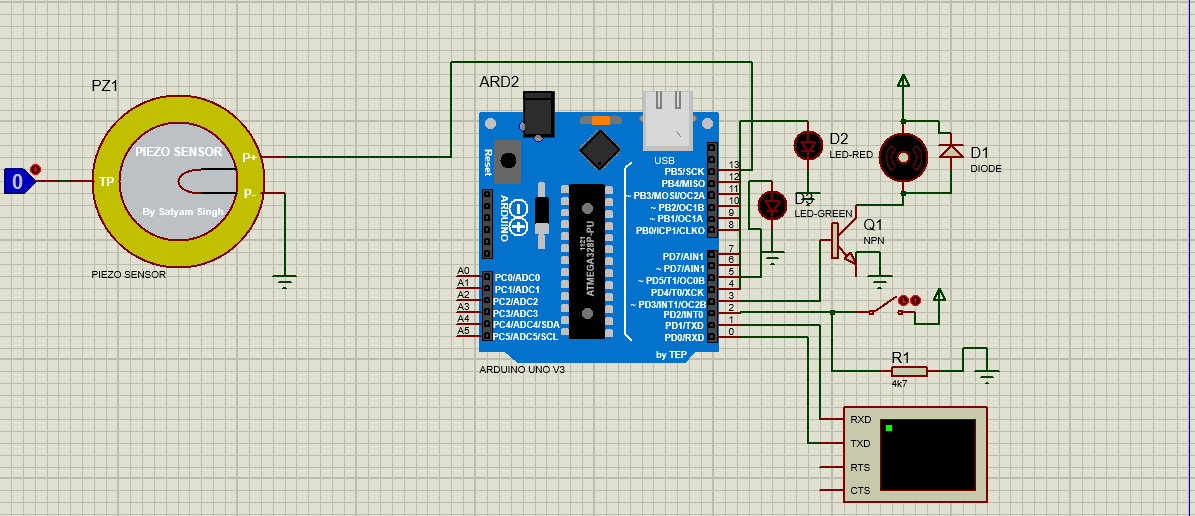 PZ1
PIEZO SENSOR
TP
P+
P-
By Satyam Singh
PIEZO SENSOR
0
ARD2
Reset
USB
ARDUINO
1121
ATMEGA328P-PU
13
PB5/SCK
12
PB4/MISO
11
~ PB3/MOSI/OC2A
10
~ PB2/OC1B
9
~ PB1/OC1A
8
PB0/ICP1/CLKO
7
PD7/AIN1
6
~ PD7/AIN1
5
~ PD5/T1/OC0B
4
PD4/T0/XCK
3
~ PD3/INT1/OC2B
2
PD2/INT0
1
PD1/TXD
0
PD0/RXD
by TEP
A0
PC0/ADC0
A1
PC1/ADC1
A2
PC2/ADC2
A3
PC3/ADC3
A4
PC4/ADC4/SDA
A5
PC5/ADC5/SCL
ARDUINO UNO V3
D2
LED-RED
D3
LED-GREEN
D1
DIODE
Q1
NPN
R1
4k7
RXD
TXD
RTS
CTS